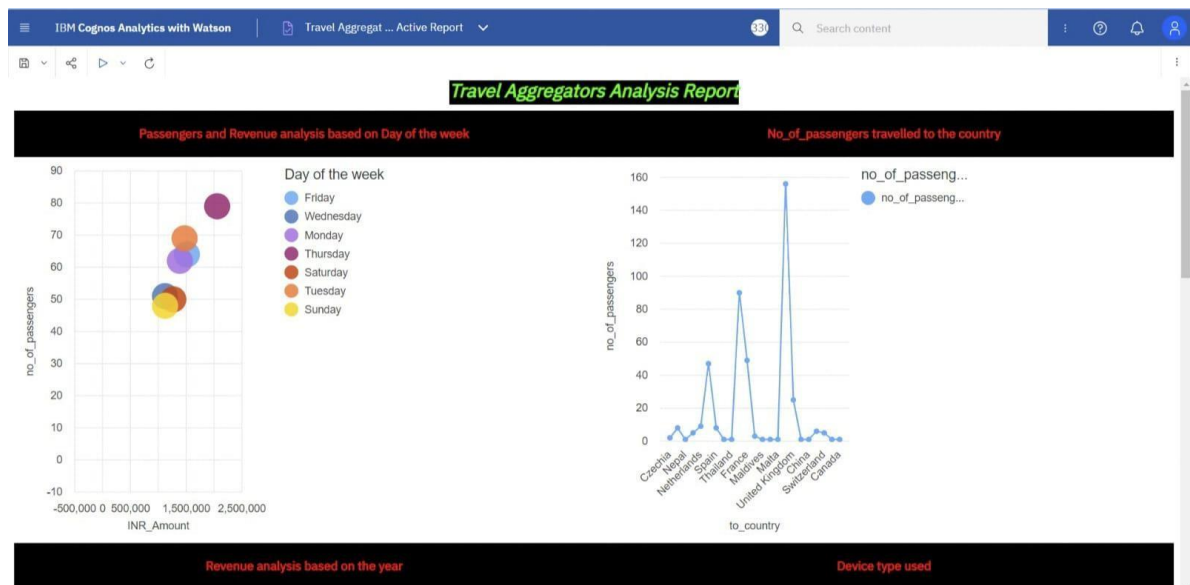 IBM Cognos Analytics with Watson
Travel Aggregat ... Active Report
Search content
Travel Aggregators Analysis Report
Passengers and Revenue analysis based on Day of the week
No_of_passengers travelled to the country
90
80
70
60
50
40
30
20
10
0
-10
no_of_passengers
-500,000 0 500,000 1,500,000 2,500,000
INR_Amount
Day of the week
Friday
Wednesday
Monday
Thursday
Saturday
Tuesday
Sunday
160
140
120
100
80
60
40
20
0
no_of_passengers
Czechia
Nepal
Netherlands
Spain
Thailand
France
Maldives
Malta
United Kingdom
China
Switzerland
Canada
to_country
no_of_passeng...
no_of_passeng...
Revenue analysis based on the year
Device type used